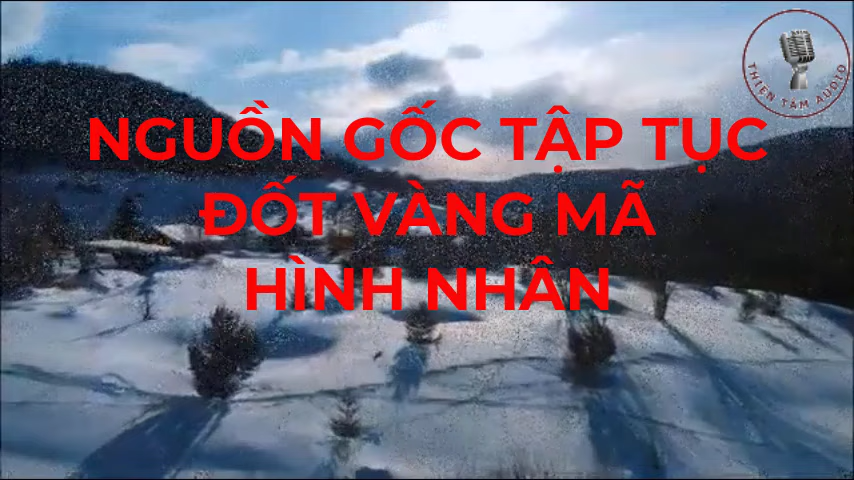 THIEN TAM AUDIO
NGUỒN GỐC TẬP TỤC
ĐỐT VÀNG MÃ
HÌNH NHÂN